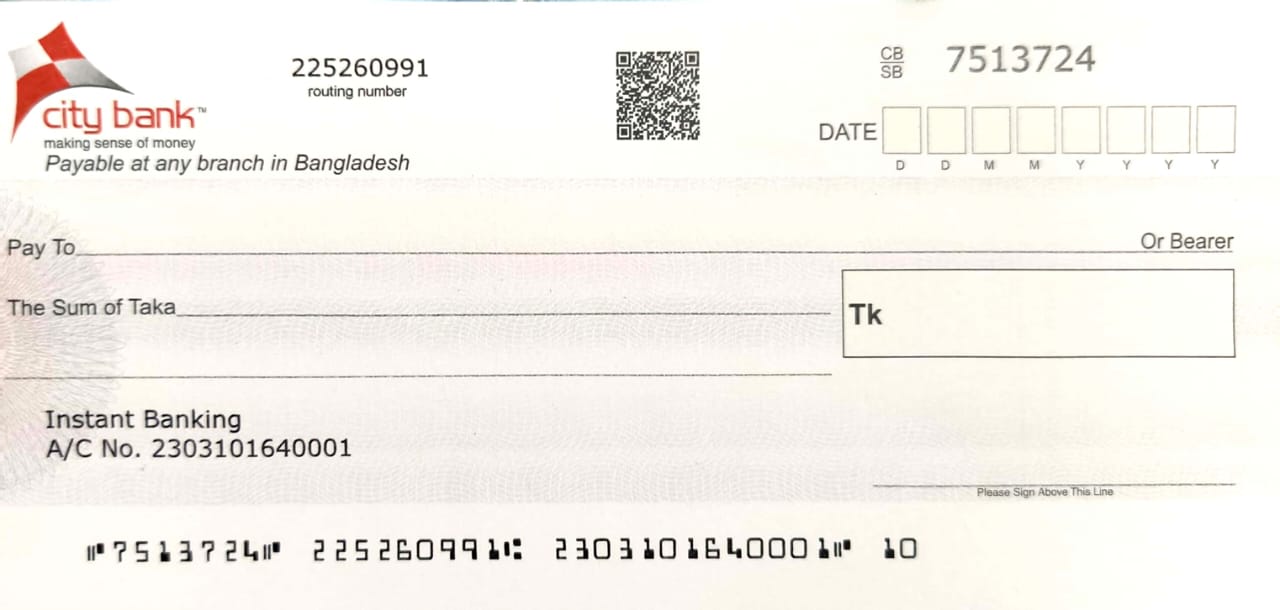 225260991
routing number
CB
SB
7513724
city bank™
making sense of money
Payable at any branch in Bangladesh
DATE
D D M M Y Y Y Y
Pay To
Or Bearer
The Sum of Taka
Tk
Instant Banking
A/C No. 2303101640001
Please Sign Above This Line
⑈7513724⑈ 225260991⑆ 2303101640001⑈ 10